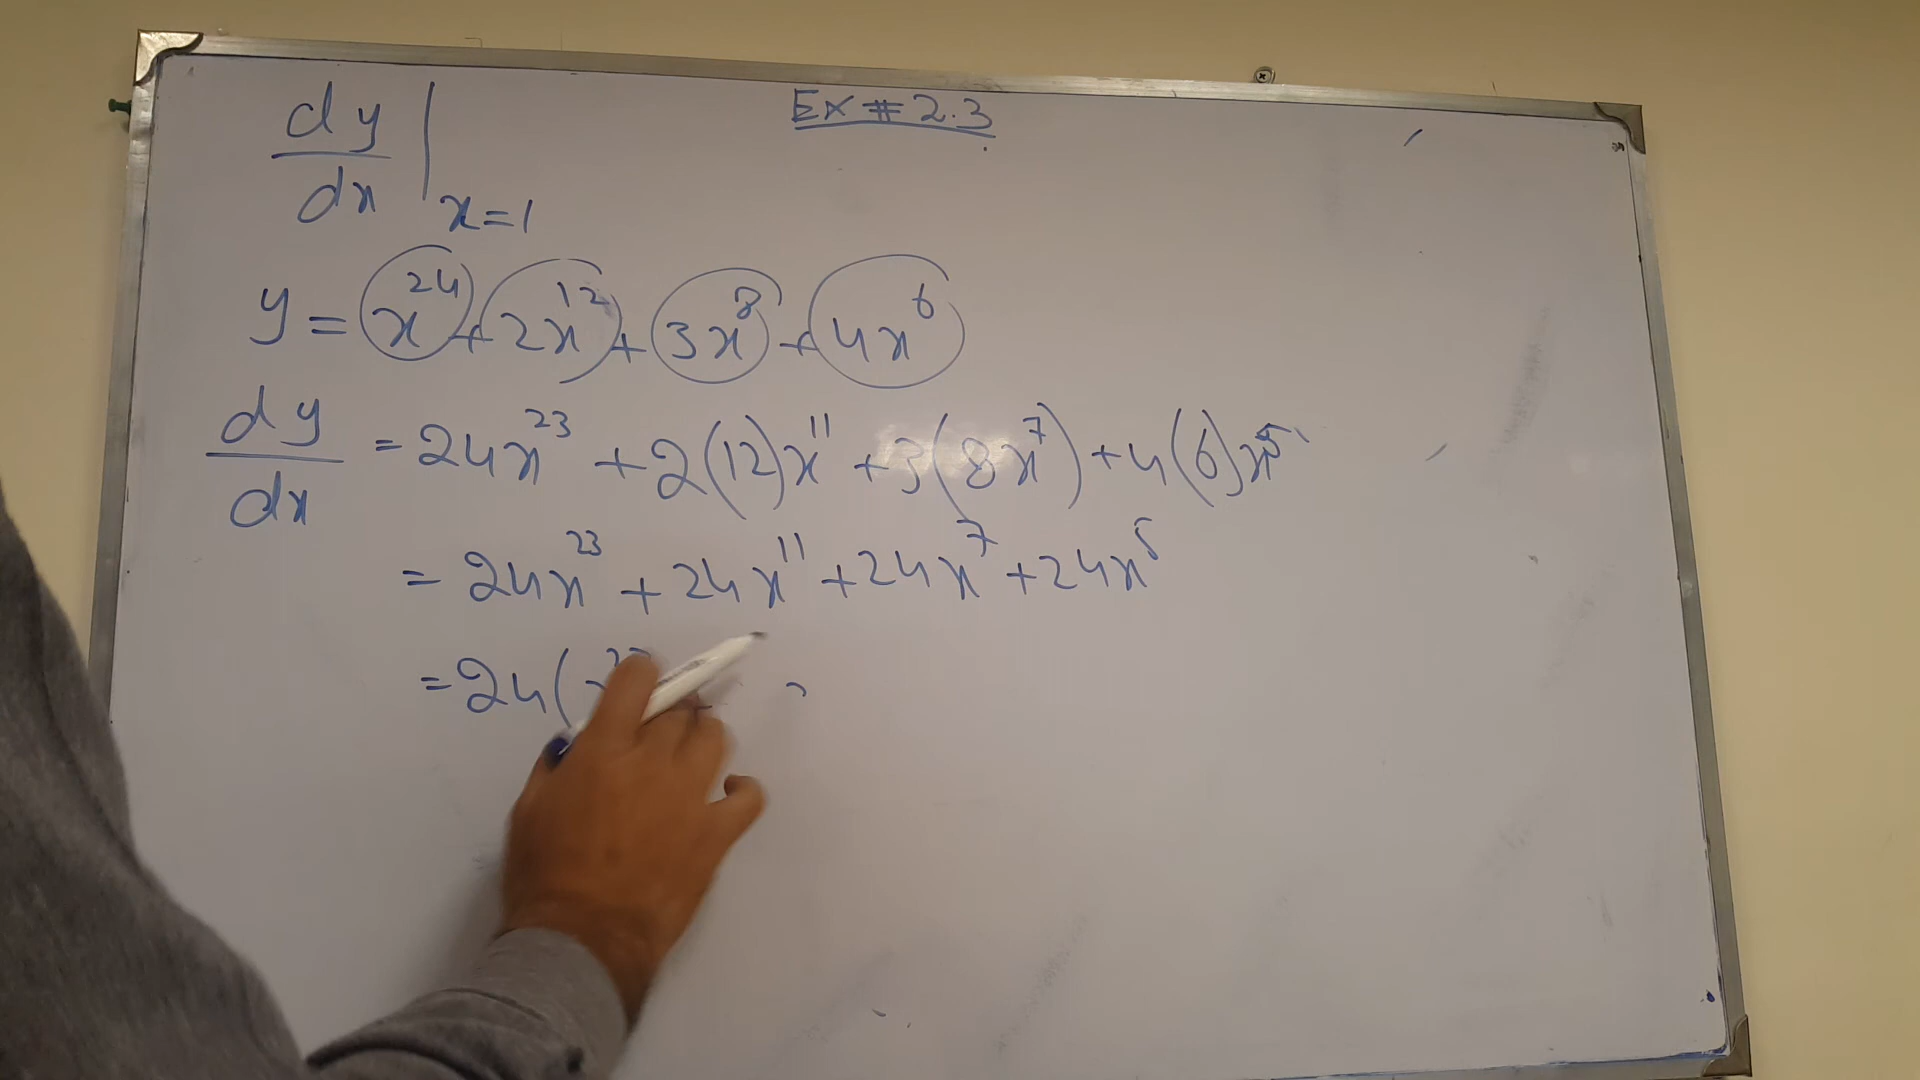 Ex # 2.3
dy/dx | x=1
y = x^24 + 2x^12 + 3x^8 + 4x^6
dy/dx = 24x^23 + 2(12)x^11 + 3(8x^7) + 4(6)x^5
= 24x^23 + 24x^11 + 24x^7 + 24x^5
= 24(x